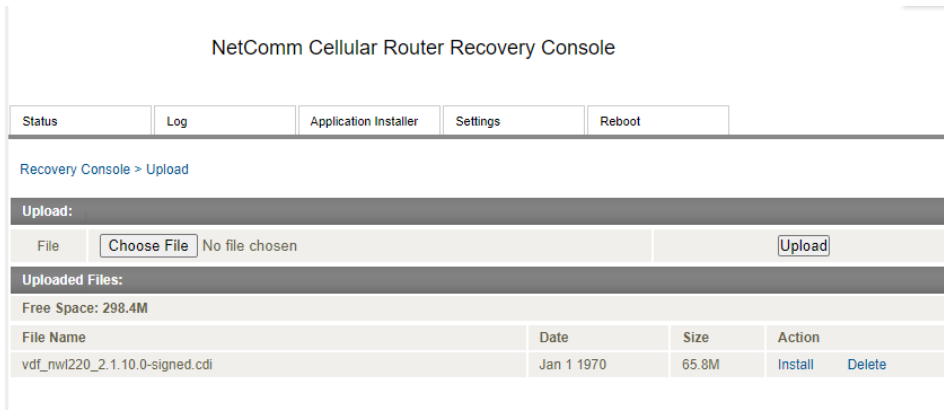 NetComm Cellular Router Recovery Console
Status Log Application Installer Settings Reboot
Recovery Console > Upload
Upload:
File Choose File No file chosen Upload
Uploaded Files:
Free Space: 298.4M
File Name Date Size Action
vdf_nwl220_2.1.10.0-signed.cdi Jan 1 1970 65.8M Install Delete